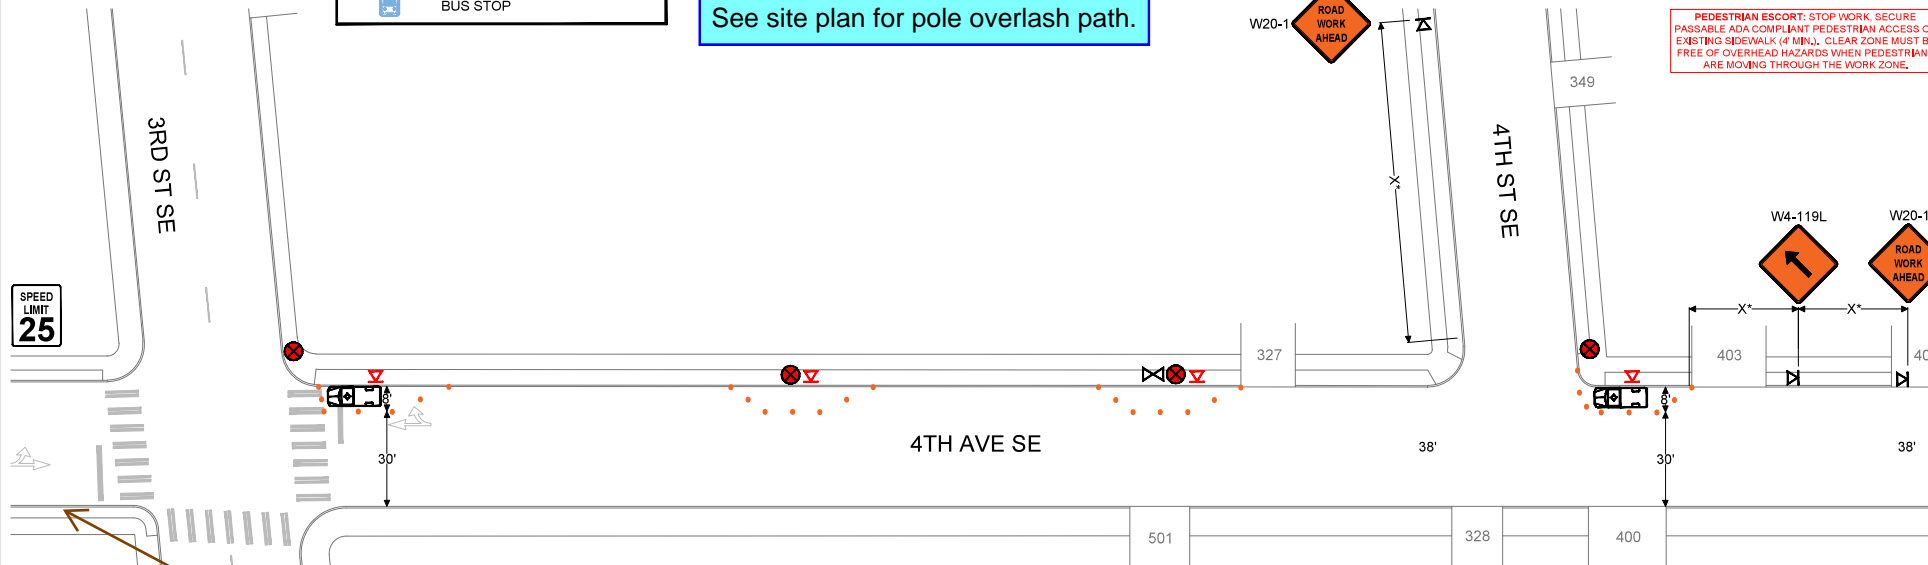 BUS STOP
See site plan for pole overlash path.
W20-1
ROAD
WORK
AHEAD
PEDESTRIAN ESCORT: STOP WORK, SECURE
PASSABLE ADA COMPLIANT PEDESTRIAN ACCESS
EXISTING SIDEWALK (4' MIN.). CLEAR ZONE MUST
FREE OF OVERHEAD HAZARDS WHEN PEDESTRIAN
ARE MOVING THROUGH THE WORK ZONE.
349
3RD ST SE
4TH ST SE
X*
W4-119L
W20-1
ROAD
WORK
AHEAD
SPEED
LIMIT
25
X*
X*
327
403
40
8'
8'
4TH AVE SE
38'
38'
30'
30'
501
328
400